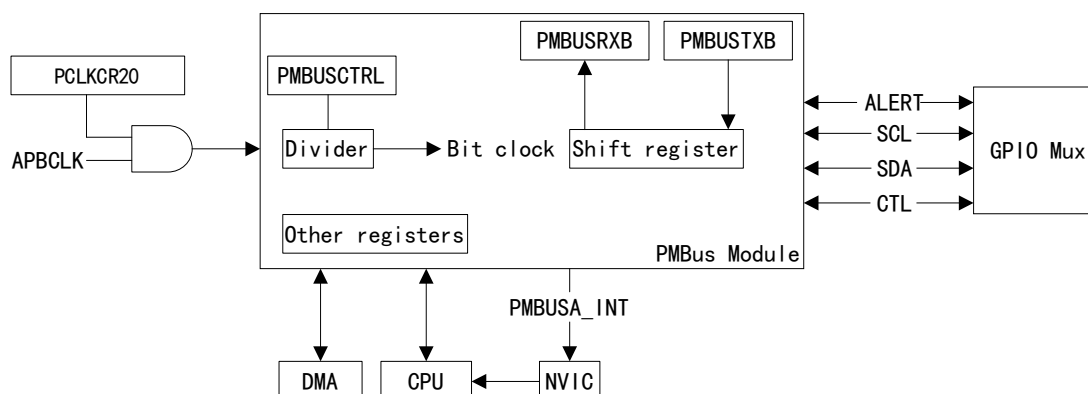 PMBUSRXB
PMBUSTXB
PCLKCR20
PMBUSCTRL
ALERT
APBCLK
Divider
Bit clock
Shift register
SCL
GPIO Mux
SDA
CTL
Other registers
PMBus Module
PMBUSA_INT
DMA
CPU
NVIC